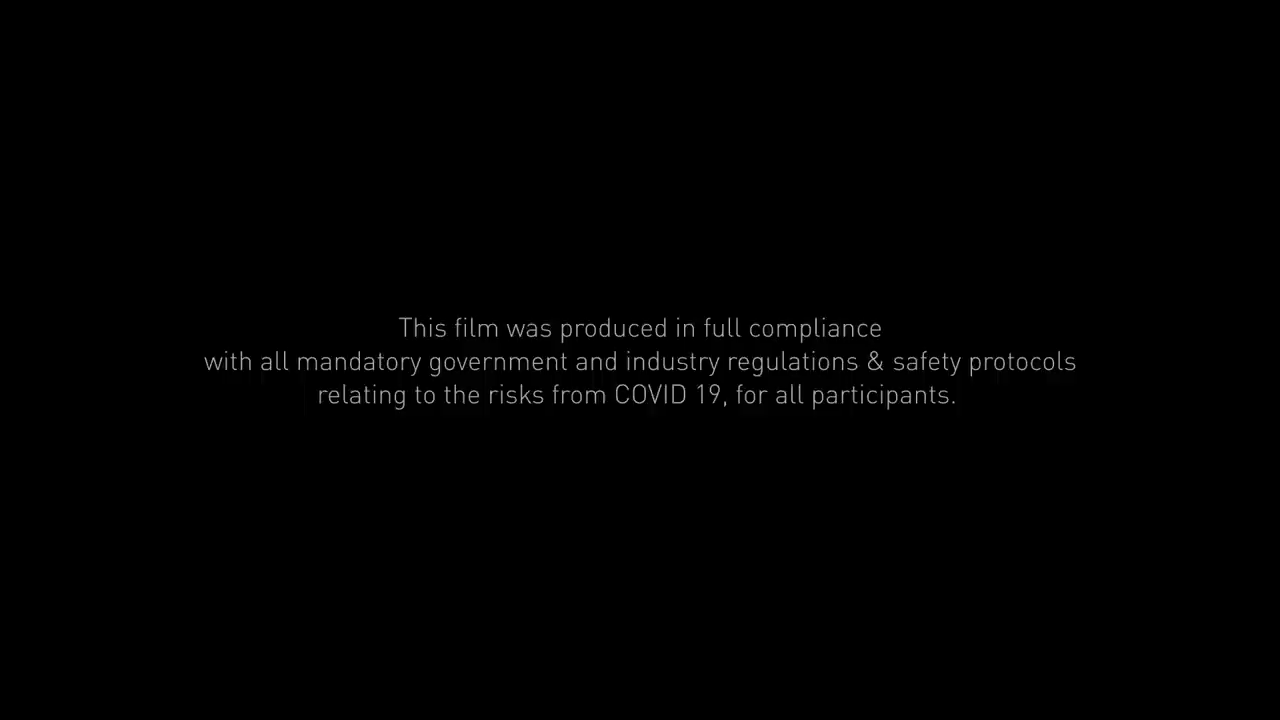 This film was produced in full compliance
with all mandatory government and industry regulations & safety protocols
relating to the risks from COVID 19, for all participants.